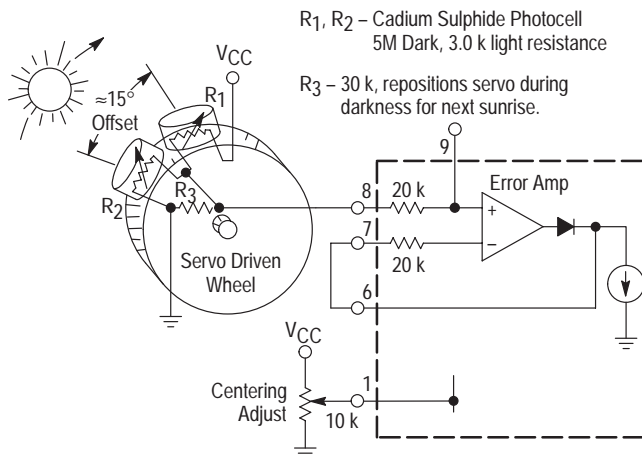 R1, R2 – Cadium Sulphide Photocell
5M Dark, 3.0 k light resistance
R3 – 30 k, repositions servo during
darkness for next sunrise.
VCC
≈15°
Offset
R1
R2
R3
Servo Driven
Wheel
9
8
20 k
Error Amp
+
7
–
20 k
6
VCC
Centering
Adjust
1
10 k